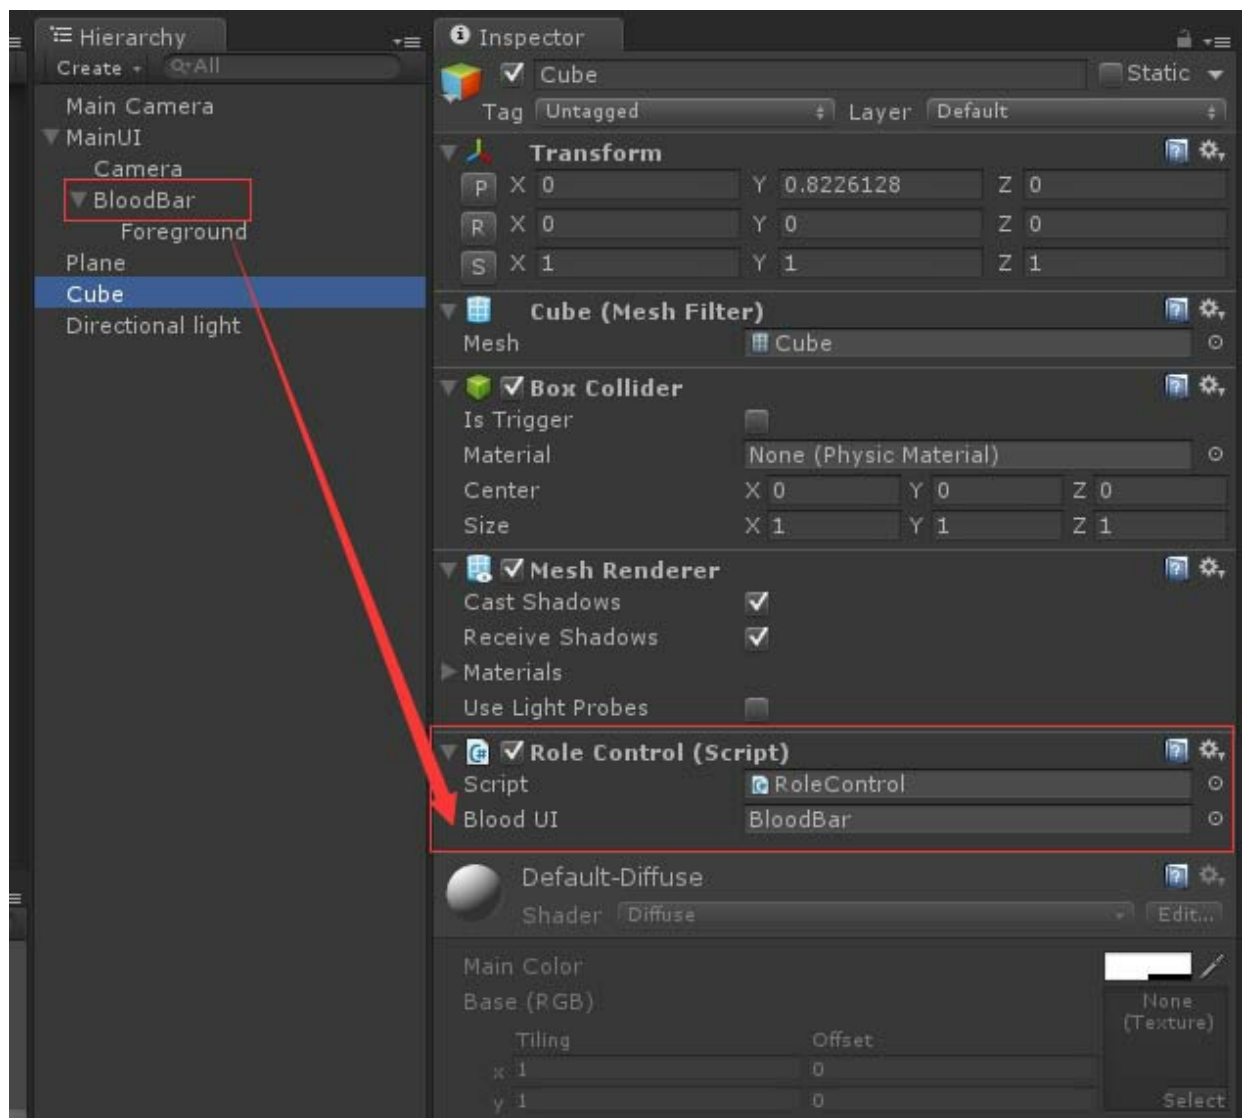 Hierarchy
Create
All
Main Camera
MainUI
Camera
BloodBar
Foreground
Plane
Cube
Directional light
Inspector
Cube
Static
Tag Untagged Layer Default
Transform
P X 0 Y 0.8226128 Z 0
R X 0 Y 0 Z 0
S X 1 Y 1 Z 1
Cube (Mesh Filter)
Mesh Cube
Box Collider
Is Trigger
Material None (Physic Material)
Center X 0 Y 0 Z 0
Size X 1 Y 1 Z 1
Mesh Renderer
Cast Shadows
Receive Shadows
Materials
Use Light Probes
Role Control (Script)
Script RoleControl
Blood UI BloodBar
Default-Diffuse
Shader Diffuse Edit...
Main Color
Base (RGB) None
(Texture)
Tiling Offset
x 1 0
y 1 0 Select